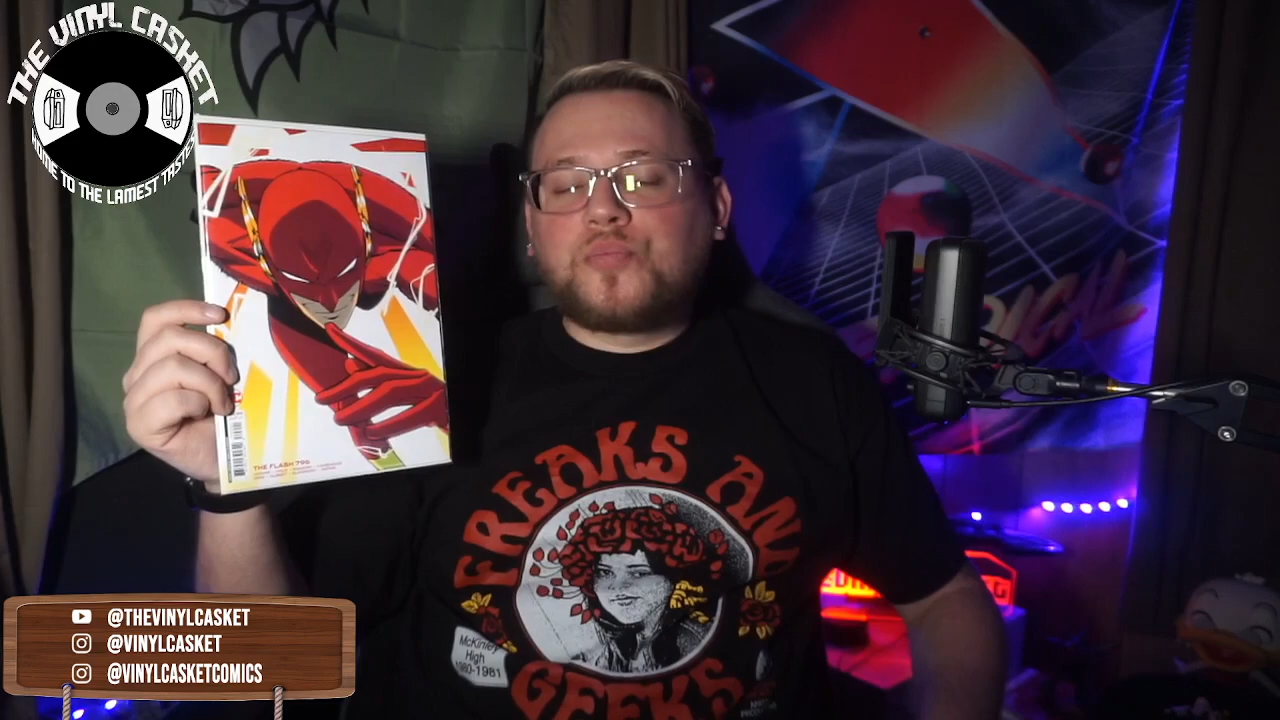 THE VINYL CASKET
HOME TO THE LAMEST TASTES
THE FLASH 796
@THEVINYLCASKET
@VINYLCASKET
@VINYLCASKETCOMICS
FREAKS AND
GEEKS
McKinley
High
1980-1981